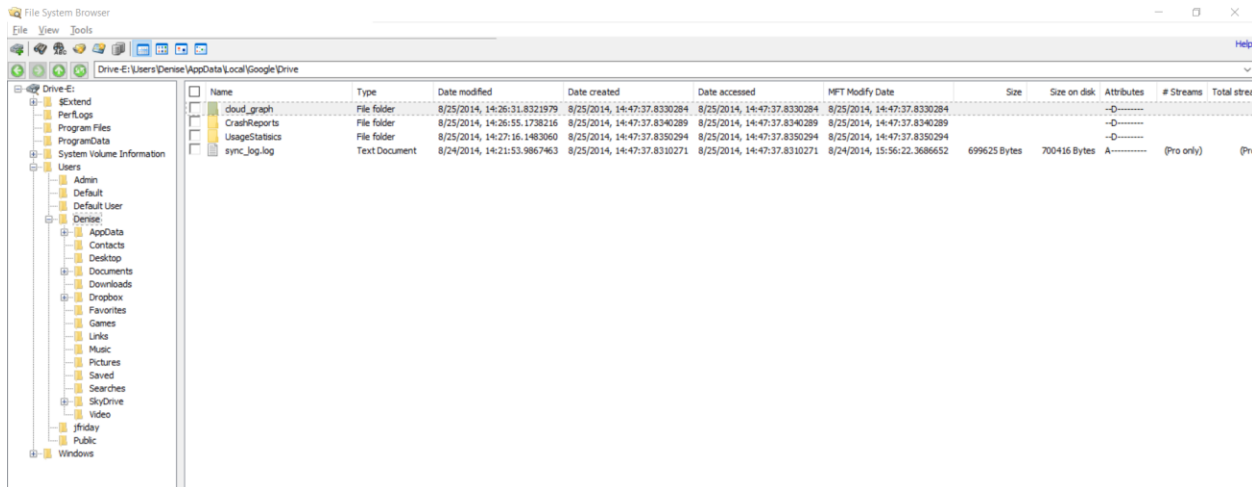 File System Browser
File View Tools
Help
Drive-E:\Users\Denise\AppData\Local\Google\Drive
Drive-E:
$Extend
PerfLogs
Program Files
ProgramData
System Volume Information
Users
Admin
Default
Default User
Denise
AppData
Contacts
Desktop
Documents
Downloads
Dropbox
Favorites
Games
Links
Music
Pictures
Saved
Searches
SkyDrive
Video
jfriday
Public
Windows
Name Type Date modified Date created Date accessed MFT Modify Date Size Size on disk Attributes # Streams Total strea
cloud_graph File folder 8/25/2014, 14:26:31.8321979 8/25/2014, 14:47:37.8330284 8/25/2014, 14:47:37.8330284 8/25/2014, 14:47:37.8330284 --D--------
CrashReports File folder 8/25/2014, 14:26:55.1738216 8/25/2014, 14:47:37.8340289 8/25/2014, 14:47:37.8340289 8/25/2014, 14:47:37.8340289 --D--------
UsageStatisics File folder 8/25/2014, 14:27:16.1483060 8/25/2014, 14:47:37.8350294 8/25/2014, 14:47:37.8350294 8/25/2014, 14:47:37.8350294 --D--------
sync_log.log Text Document 8/24/2014, 14:21:53.9867463 8/25/2014, 14:47:37.8310271 8/25/2014, 14:47:37.8310271 8/24/2014, 15:56:22.3686652 699625 Bytes 700416 Bytes A----------- (Pro only) (Pr